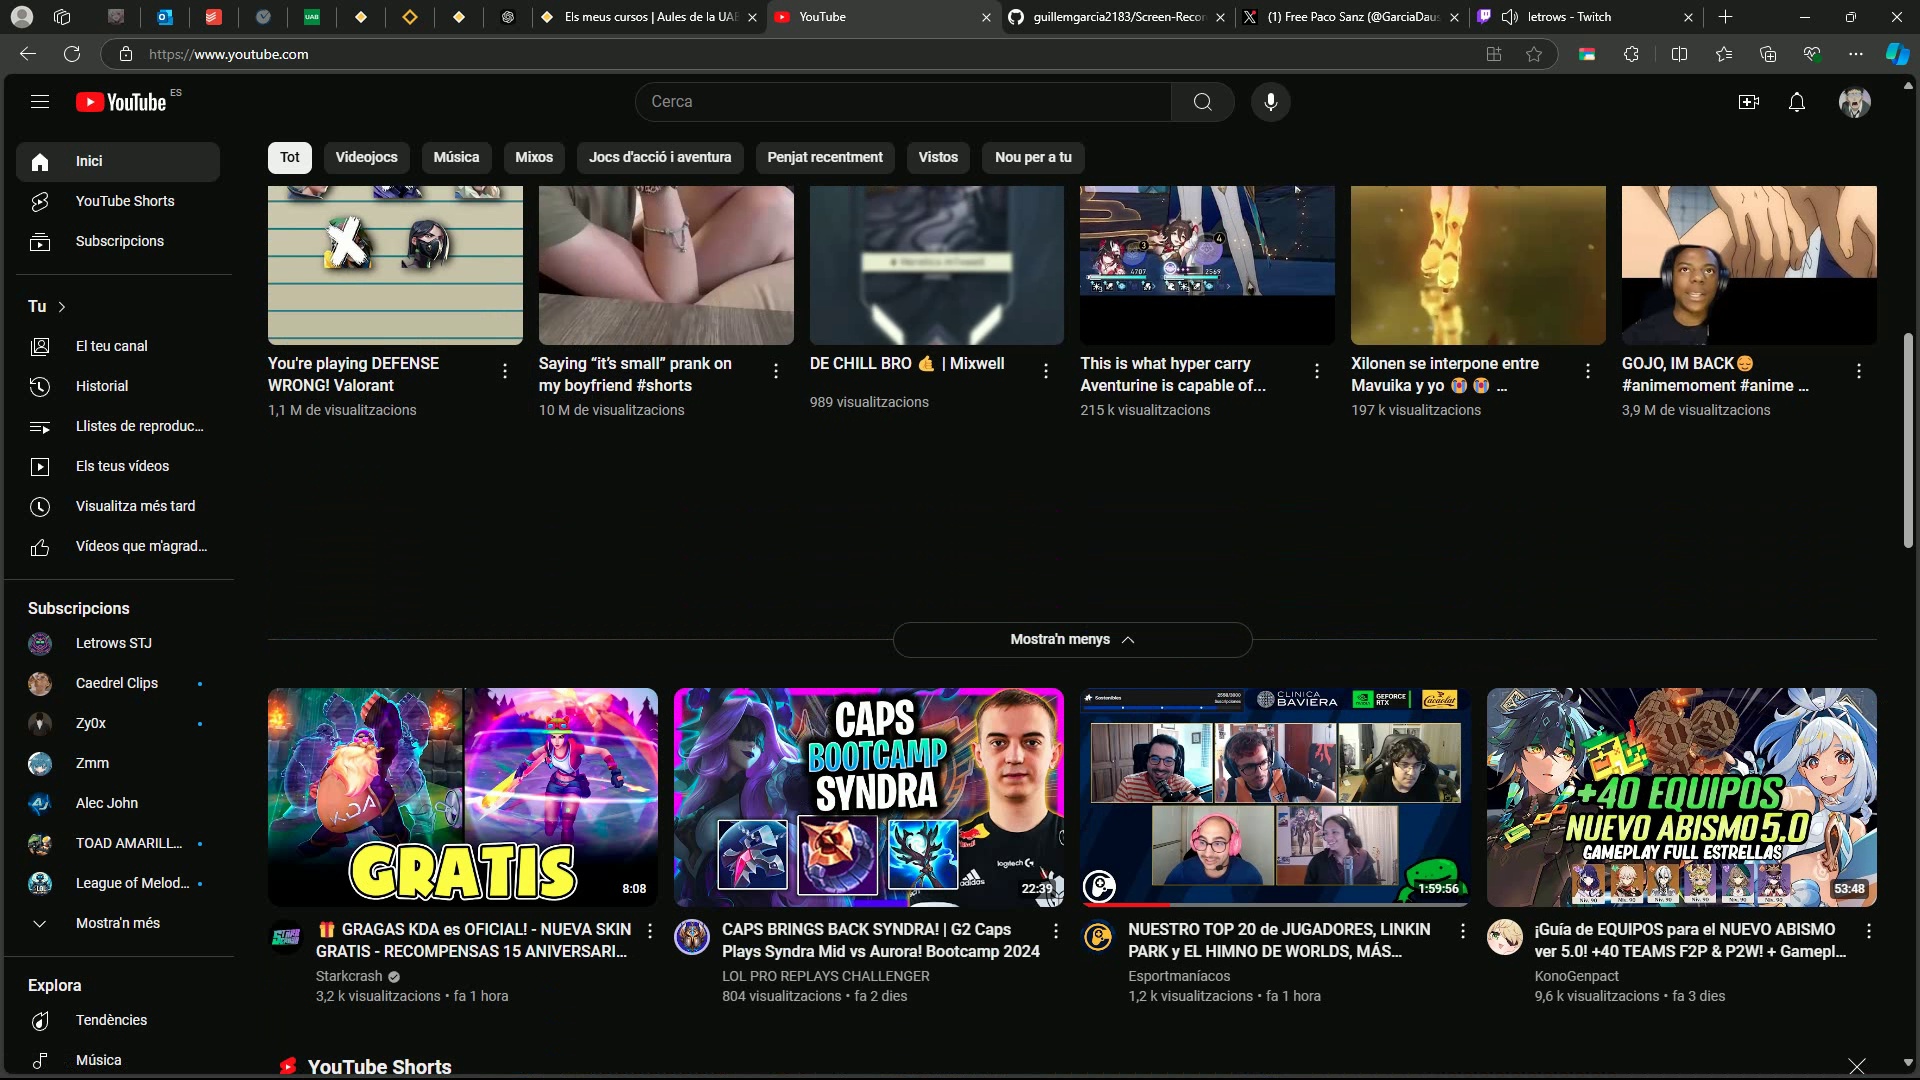 Els meus cursos | Aules de la UAB
YouTube
guillemgarcia2183/Screen-Recor
(1) Free Paco Sanz (@GarciaDaus
letrows - Twitch
https://www.youtube.com
YouTube ES
Cerca
Inici
YouTube Shorts
Subscripcions
Tu
El teu canal
Historial
Llistes de reproduc...
Els teus vídeos
Visualitza més tard
Vídeos que m'agrad...
Subscripcions
Letrows STJ
Caedrel Clips
Zy0x
Zmm
Alec John
TOAD AMARILL...
League of Melod...
Mostra'n més
Explora
Tendències
Música
Tot
Videojocs
Música
Mixos
Jocs d'acció i aventura
Penjat recentment
Vistos
Nou per a tu
You're playing DEFENSE
WRONG! Valorant
1,1 M de visualitzacions
Saying “it’s small” prank on
my boyfriend #shorts
10 M de visualitzacions
DE CHILL BRO 🤙 | Mixwell
989 visualitzacions
3
4
4707
2569
This is what hyper carry
Aventurine is capable of...
215 k visualitzacions
Xilonen se interpone entre
Mavuika y yo 😭😭 ...
197 k visualitzacions
GOJO, IM BACK😌
#animemoment #anime ...
3,9 M de visualitzacions
Mostra'n menys
KDA
GRATIS
8:08
🎁 GRAGAS KDA es OFICIAL! - NUEVA SKIN
GRATIS - RECOMPENSAS 15 ANIVERSARI...
Starkcrash
3,2 k visualitzacions • fa 1 hora
CAPS
BOOTCAMP
SYNDRA
logitech G
adidas
22:39
CAPS BRINGS BACK SYNDRA! | G2 Caps
Plays Syndra Mid vs Aurora! Bootcamp 2024
LOL PRO REPLAYS CHALLENGER
804 visualitzacions • fa 2 dies
CLINICA
BAVIERA
GEFORCE
RTX
Cacaolat
1:59:56
NUESTRO TOP 20 de JUGADORES, LINKIN
PARK y EL HIMNO DE WORLDS, MÁS...
Esportmaníacos
1,2 k visualitzacions • fa 1 hora
+40 EQUIPOS
NUEVO ABISMO 5.0
GAMEPLAY FULL ESTRELLAS
53:48
¡Guía de EQUIPOS para el NUEVO ABISMO
ver 5.0! +40 TEAMS F2P & P2W! + Gamepl...
KonoGenpact
9,6 k visualitzacions • fa 3 dies
YouTube Shorts